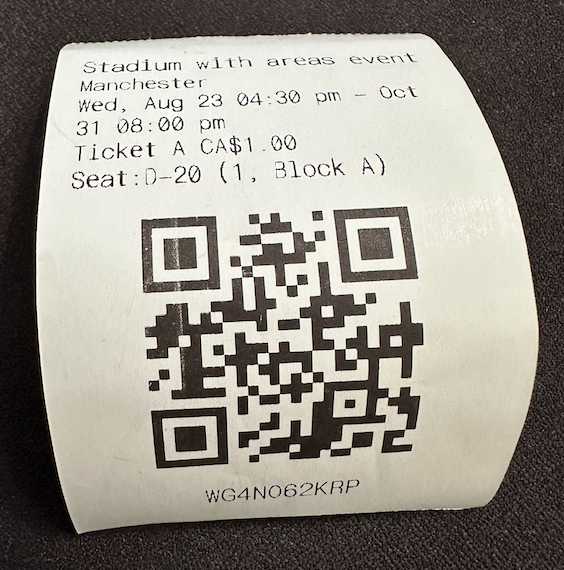 Stadium with areas event
Manchester
Wed, Aug 23 04:30 pm – Oct
31 08:00 pm
Ticket A CA$1.00
Seat:D-20 (1, Block A)
WG4NO62KRP